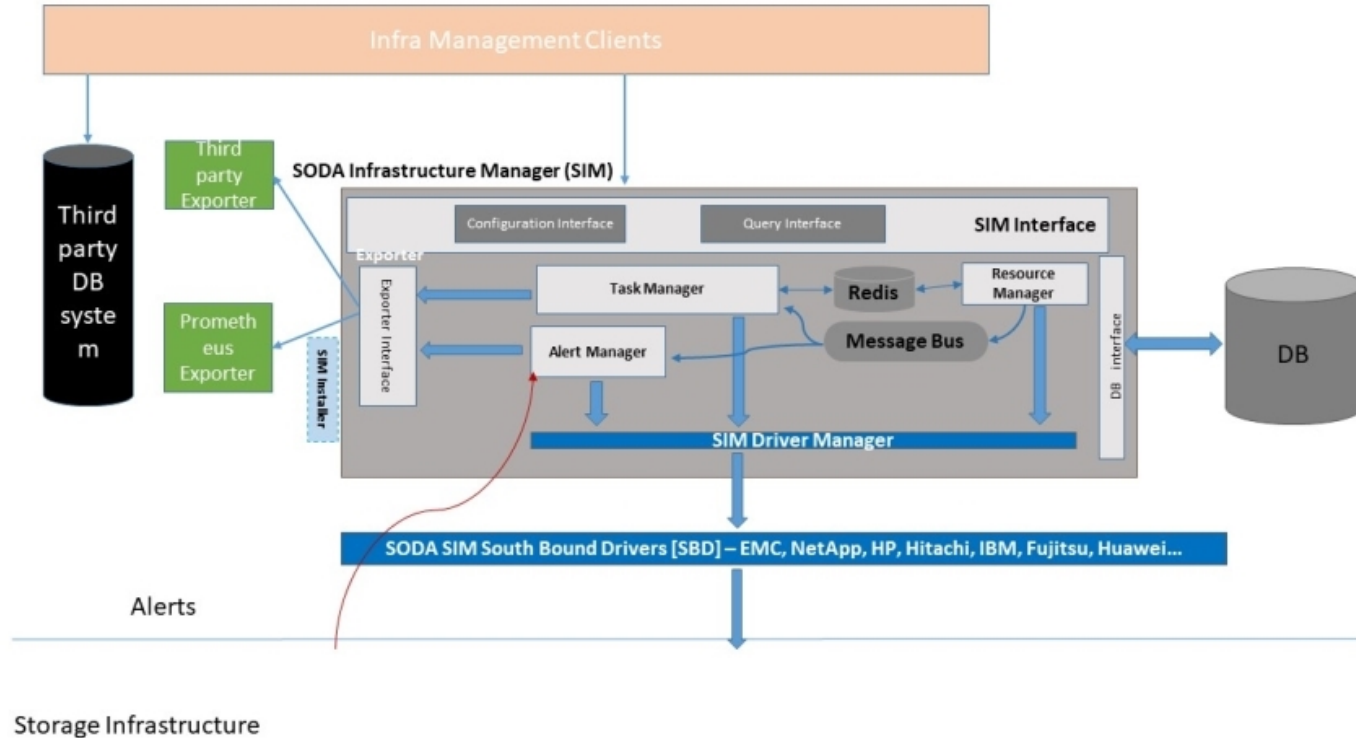 Infra Management Clients
Third
party
Exporter
SODA Infrastructure Manager (SIM)
Third
party
DB
syste
m
Configuration Interface
Query Interface
SIM Interface
Exporter
Exporter Interface
Task Manager
Redis
Resource
Manager
Prometh
eus
Exporter
SIM Installer
Alert Manager
Message Bus
DB interface
DB
SIM Driver Manager
SODA SIM South Bound Drivers [SBD] – EMC, NetApp, HP, Hitachi, IBM, Fujitsu, Huawei...
Alerts
Storage Infrastructure